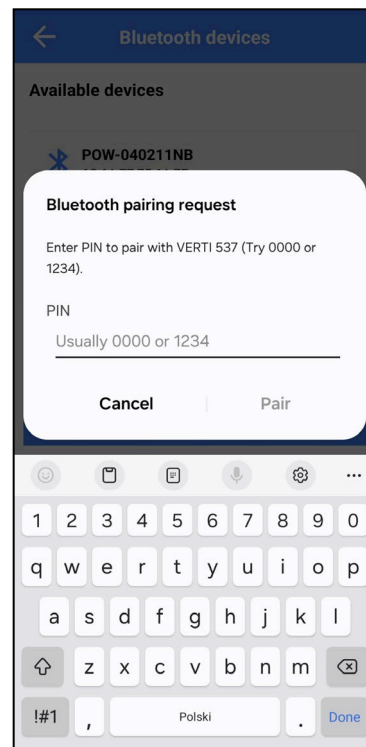 Bluetooth devices
Available devices
POW-040211NB
Bluetooth pairing request
Enter PIN to pair with VERTI 537 (Try 0000 or
1234).
PIN
Usually 0000 or 1234
Cancel Pair
1 2 3 4 5 6 7 8 9 0
q w e r t y u i o p
a s d f g h j k l
z x c v b n m
!#1 , Polski . Done